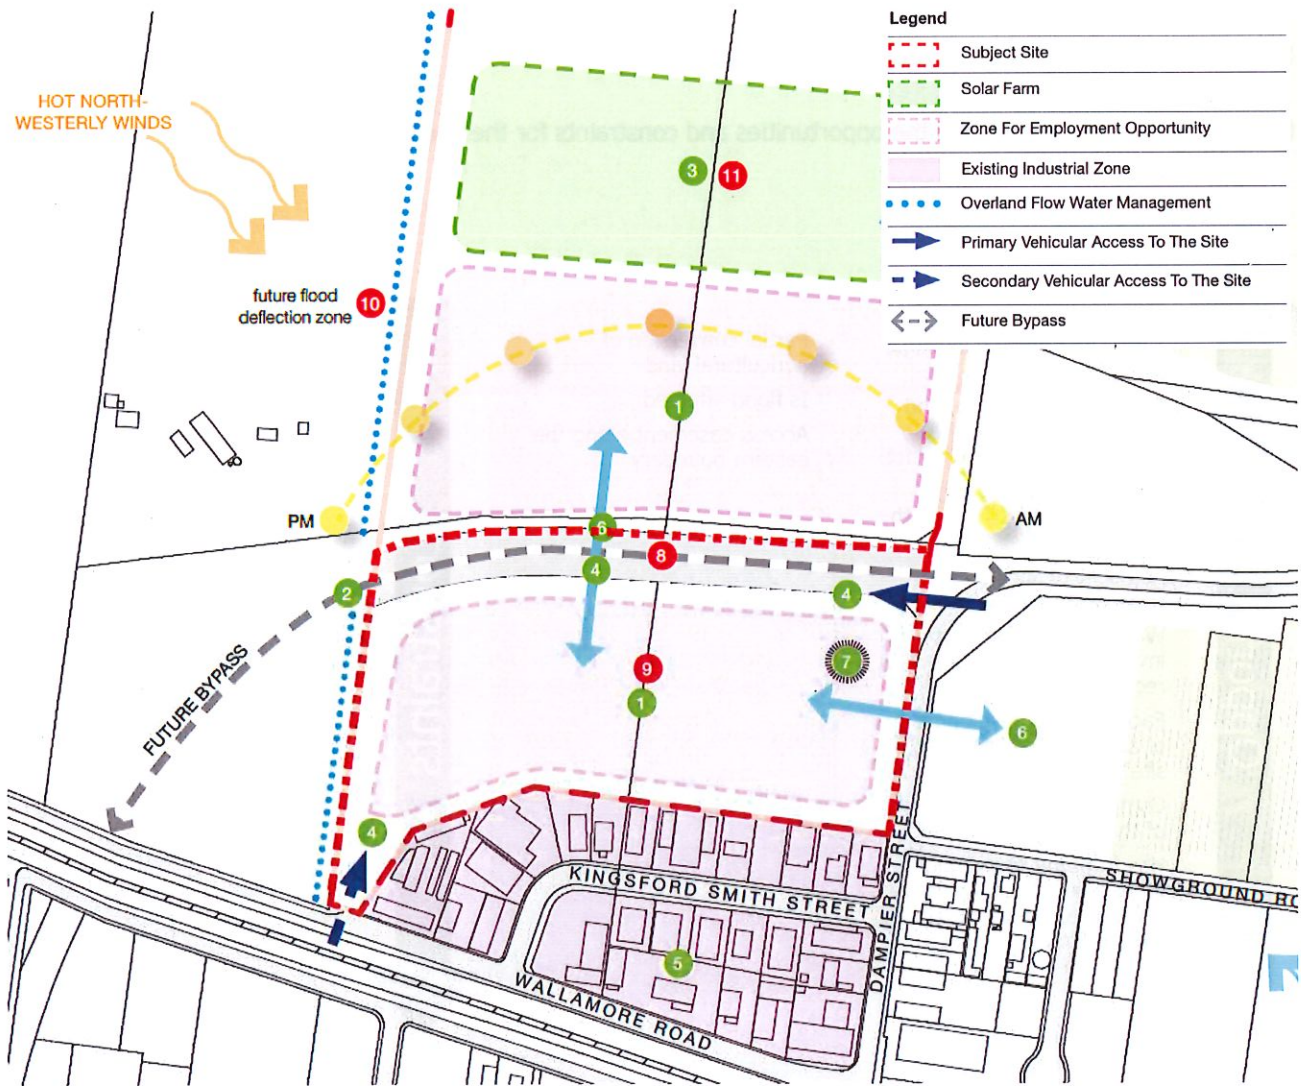 Legend
Subject Site
Solar Farm
Zone For Employment Opportunity
Existing Industrial Zone
Overland Flow Water Management
Primary Vehicular Access To The Site
Secondary Vehicular Access To The Site
Future Bypass
HOT NORTH-
WESTERLY WINDS
3
11
future flood
deflection zone
10
1
PM
AM
6
8
4
4
2
7
9
1
6
FUTURE BYPASS
4
KINGSFORD SMITH STREET
DAMPIER STREET
SHOWGROUND RO
5
WALLAMORE ROAD